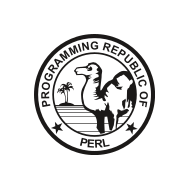 PROGRAMMING REPUBLIC OF
PERL